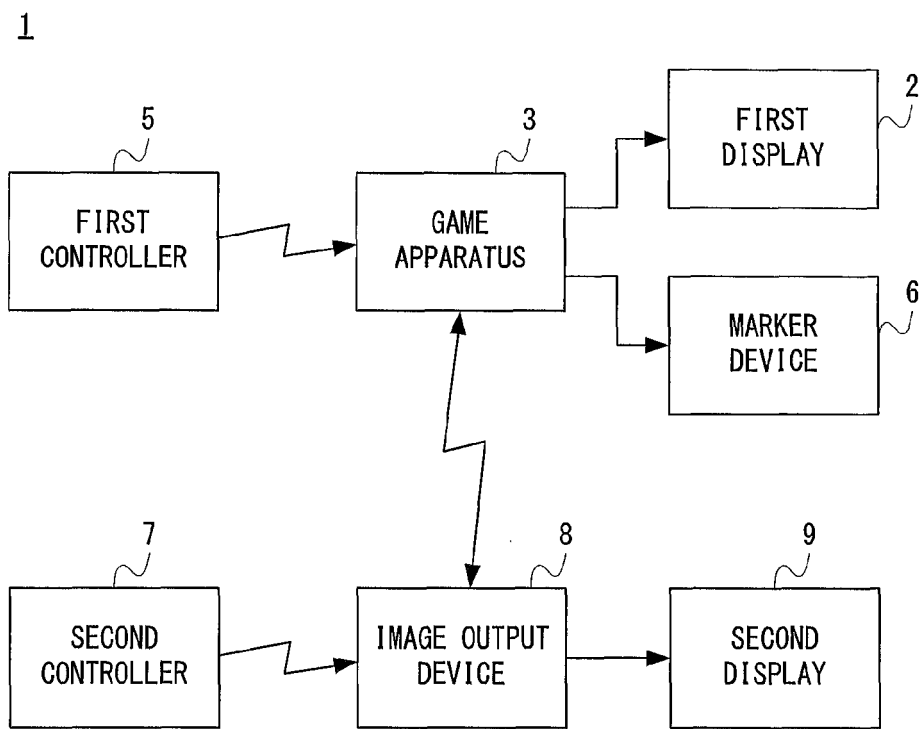 1
5
FIRST
CONTROLLER
3
GAME
APPARATUS
2
FIRST
DISPLAY
6
MARKER
DEVICE
7
SECOND
CONTROLLER
8
IMAGE OUTPUT
DEVICE
9
SECOND
DISPLAY